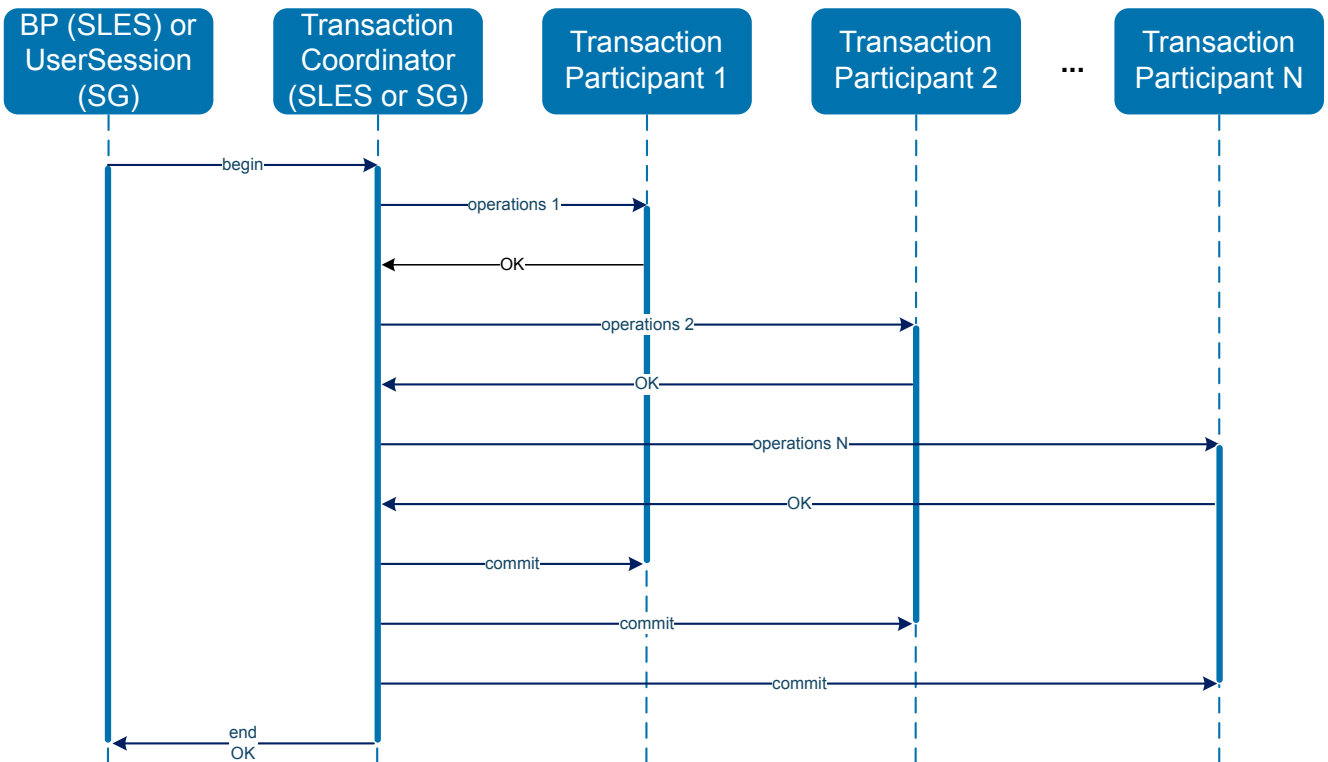 BP (SLES) or
UserSession
(SG)
Transaction
Coordinator
(SLES or SG)
Transaction
Participant 1
Transaction
Participant 2
...
Transaction
Participant N
begin
operations 1
OK
operations 2
OK
operations N
OK
commit
commit
commit
end
OK